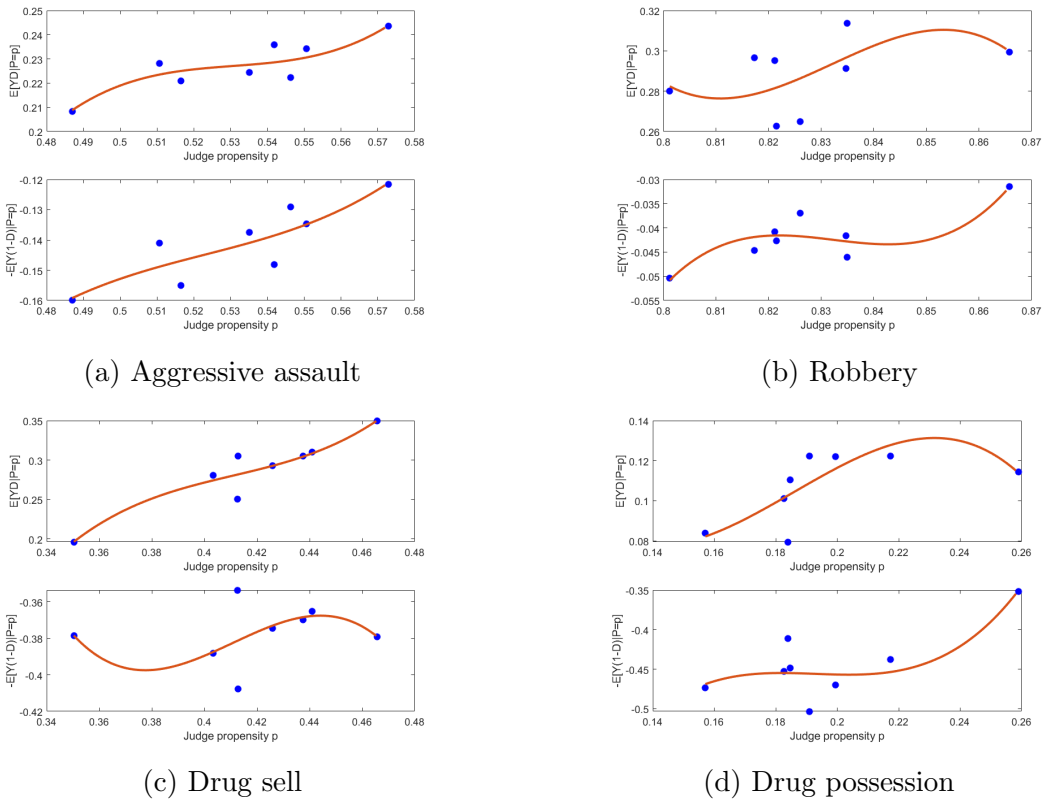 E[YD|P=p]
0.25
0.24
0.23
0.22
0.21
0.2
0.48 0.49 0.5 0.51 0.52 0.53 0.54 0.55 0.56 0.57 0.58
Judge propensity p
-E[Y(1-D)|P=p]
-0.12
-0.13
-0.14
-0.15
-0.16
0.48 0.49 0.5 0.51 0.52 0.53 0.54 0.55 0.56 0.57 0.58
Judge propensity p
(a) Aggressive assault
E[YD|P=p]
0.32
0.3
0.28
0.26
0.8 0.81 0.82 0.83 0.84 0.85 0.86 0.87
Judge propensity p
-E[Y(1-D)|P=p]
-0.03
-0.035
-0.04
-0.045
-0.05
-0.055
0.8 0.81 0.82 0.83 0.84 0.85 0.86 0.87
Judge propensity p
(b) Robbery
E[YD|P=p]
0.35
0.3
0.25
0.2
0.34 0.36 0.38 0.4 0.42 0.44 0.46 0.48
Judge propensity p
-E[Y(1-D)|P=p]
-0.36
-0.38
-0.4
-0.42
0.34 0.36 0.38 0.4 0.42 0.44 0.46 0.48
Judge propensity p
(c) Drug sell
E[YD|P=p]
0.14
0.12
0.1
0.08
0.14 0.16 0.18 0.2 0.22 0.24 0.26
Judge propensity p
-E[Y(1-D)|P=p]
-0.35
-0.4
-0.45
-0.5
0.14 0.16 0.18 0.2 0.22 0.24 0.26
Judge propensity p
(d) Drug possession